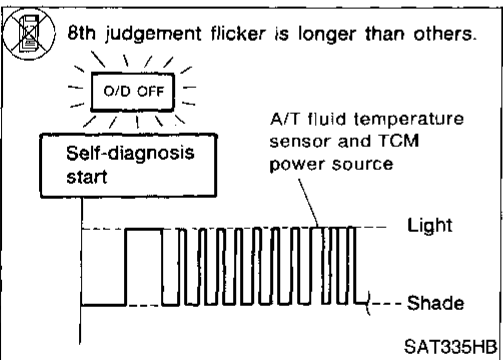 8th judgement flicker is longer than others.
O/D OFF
Self-diagnosis
start
A/T fluid temperature
sensor and TCM
power source
Light
Shade
SAT335HB